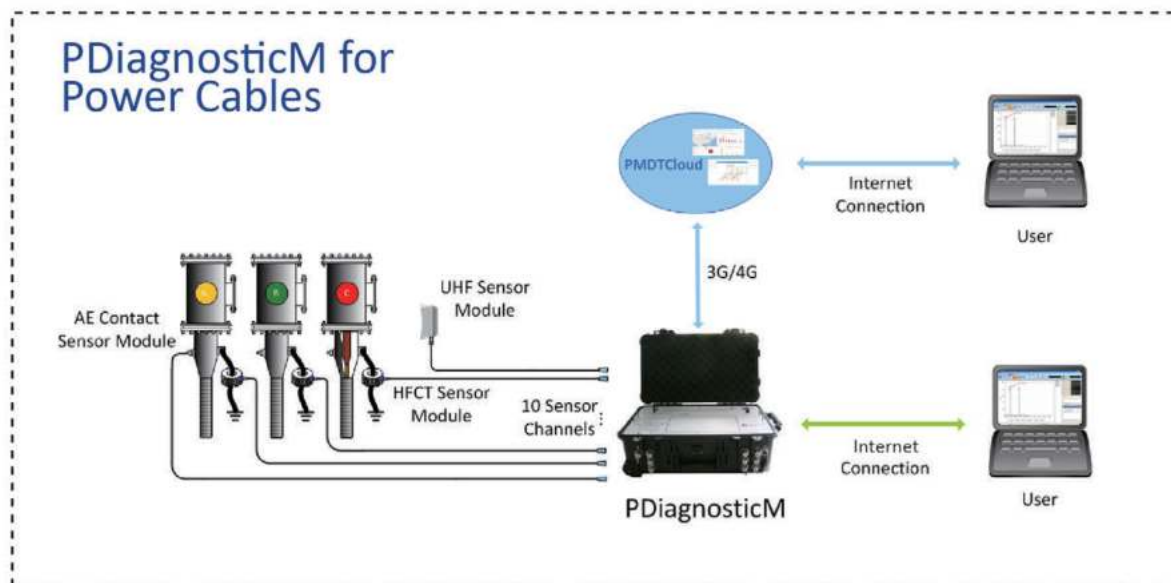 PDiagnosticM for
Power Cables
PMDTCloud
Internet
Connection
User
3G/4G
UHF Sensor
Module
AE Contact
Sensor Module
HFCT Sensor
Module
10 Sensor
Channels
Internet
Connection
User
PDiagnosticM